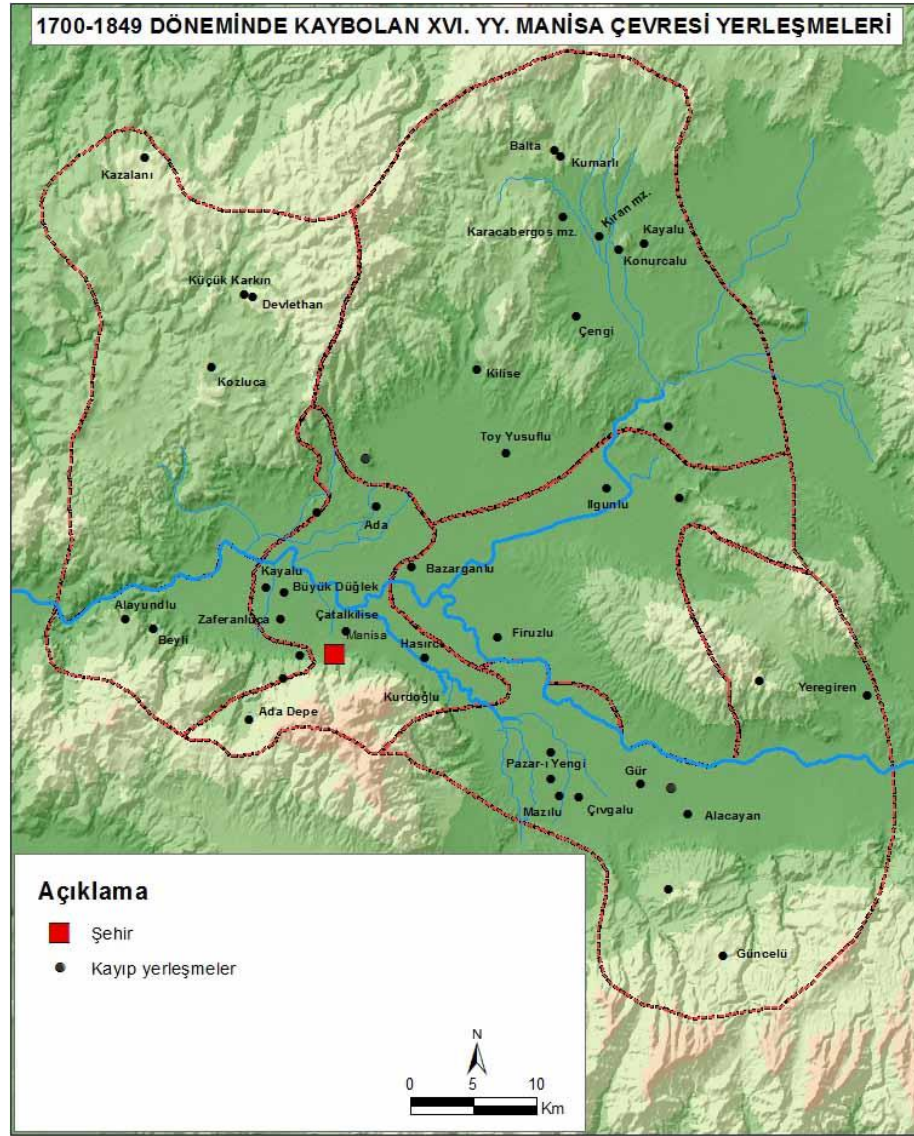 1700-1849 DÖNEMİNDE KAYBOLAN XVI. YY. MANİSA ÇEVRESİ YERLEŞMELERİ
Balta
Kumarlı
Kazalanı
Kıran mz.
Karacabergos mz.
Kayalu
Konurcalu
Küçük Karkın
Devlethan
Çengi
Kozluca
Kilise
Toy Yusuflu
Ilgunlu
Ada
Bazarganlu
Kayalu
Büyük Düğlek
Alayundlu
Zaferanluca
Çatalkilise
Beyli
Manisa
Firuzlu
Hasırcı
Kurdoğlu
Yeregiren
Ada Depe
Pazar-ı Yengi
Gür
Mazılu
Çıvgalu
Alacayan
Güncelü
Açıklama
Şehir
Kayıp yerleşmeler
N
0 5 10
Km